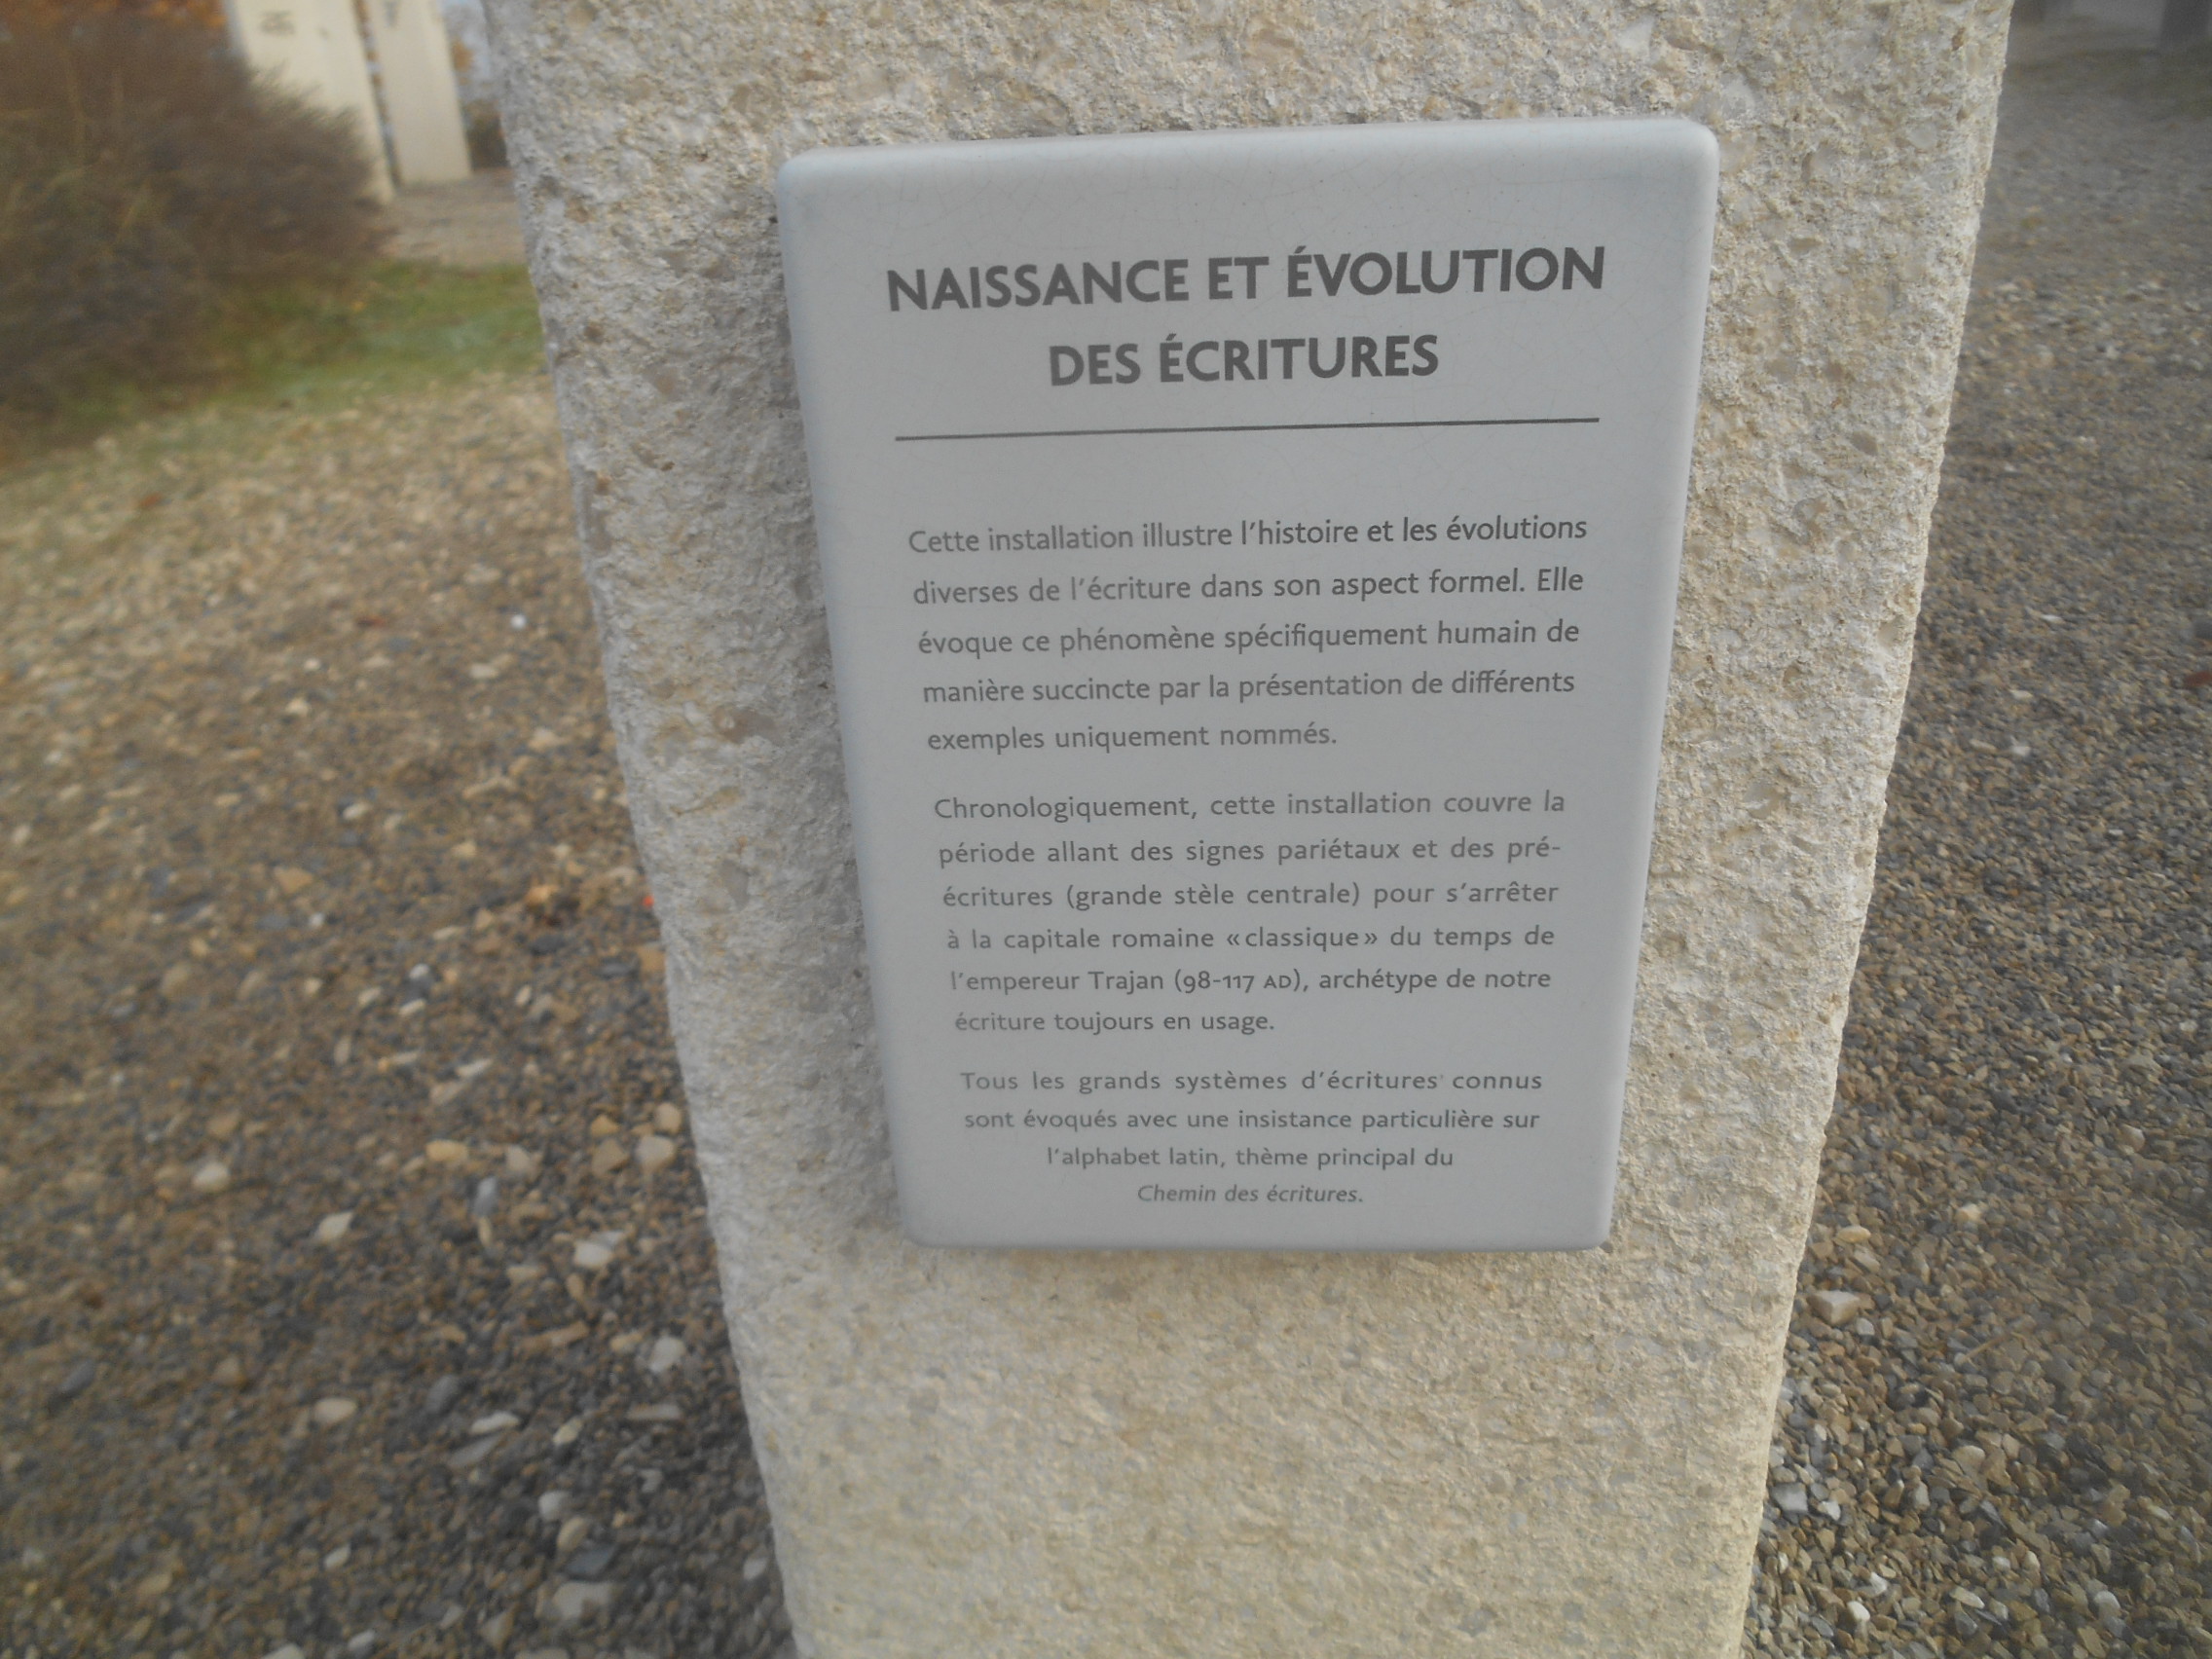 NAISSANCE ET ÉVOLUTION
DES ÉCRITURES
Cette installation illustre l'histoire et les évolutions
diverses de l'écriture dans son aspect formel. Elle
évoque ce phénomène spécifiquement humain de
manière succincte par la présentation de différents
exemples uniquement nommés.
Chronologiquement, cette installation couvre la
période allant des signes pariétaux et des pré-
écritures (grande stèle centrale) pour s'arrêter
à la capitale romaine «classique» du temps de
l'empereur Trajan (98-117 AD), archétype de notre
écriture toujours en usage.
Tous les grands systèmes d'écritures connus
sont évoqués avec une insistance particulière sur
l'alphabet latin, thème principal du
Chemin des écritures.